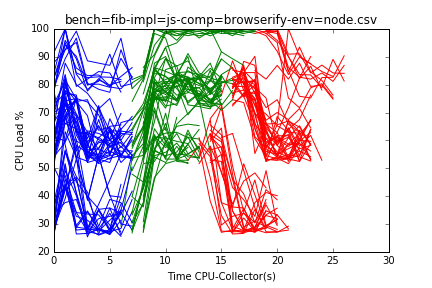 bench=fib-impl=js-comp=browserify-env=node.csv
100
90
80
70
60
50
40
30
20
CPU Load %
0 5 10 15 20 25 30
Time CPU-Collector(s)